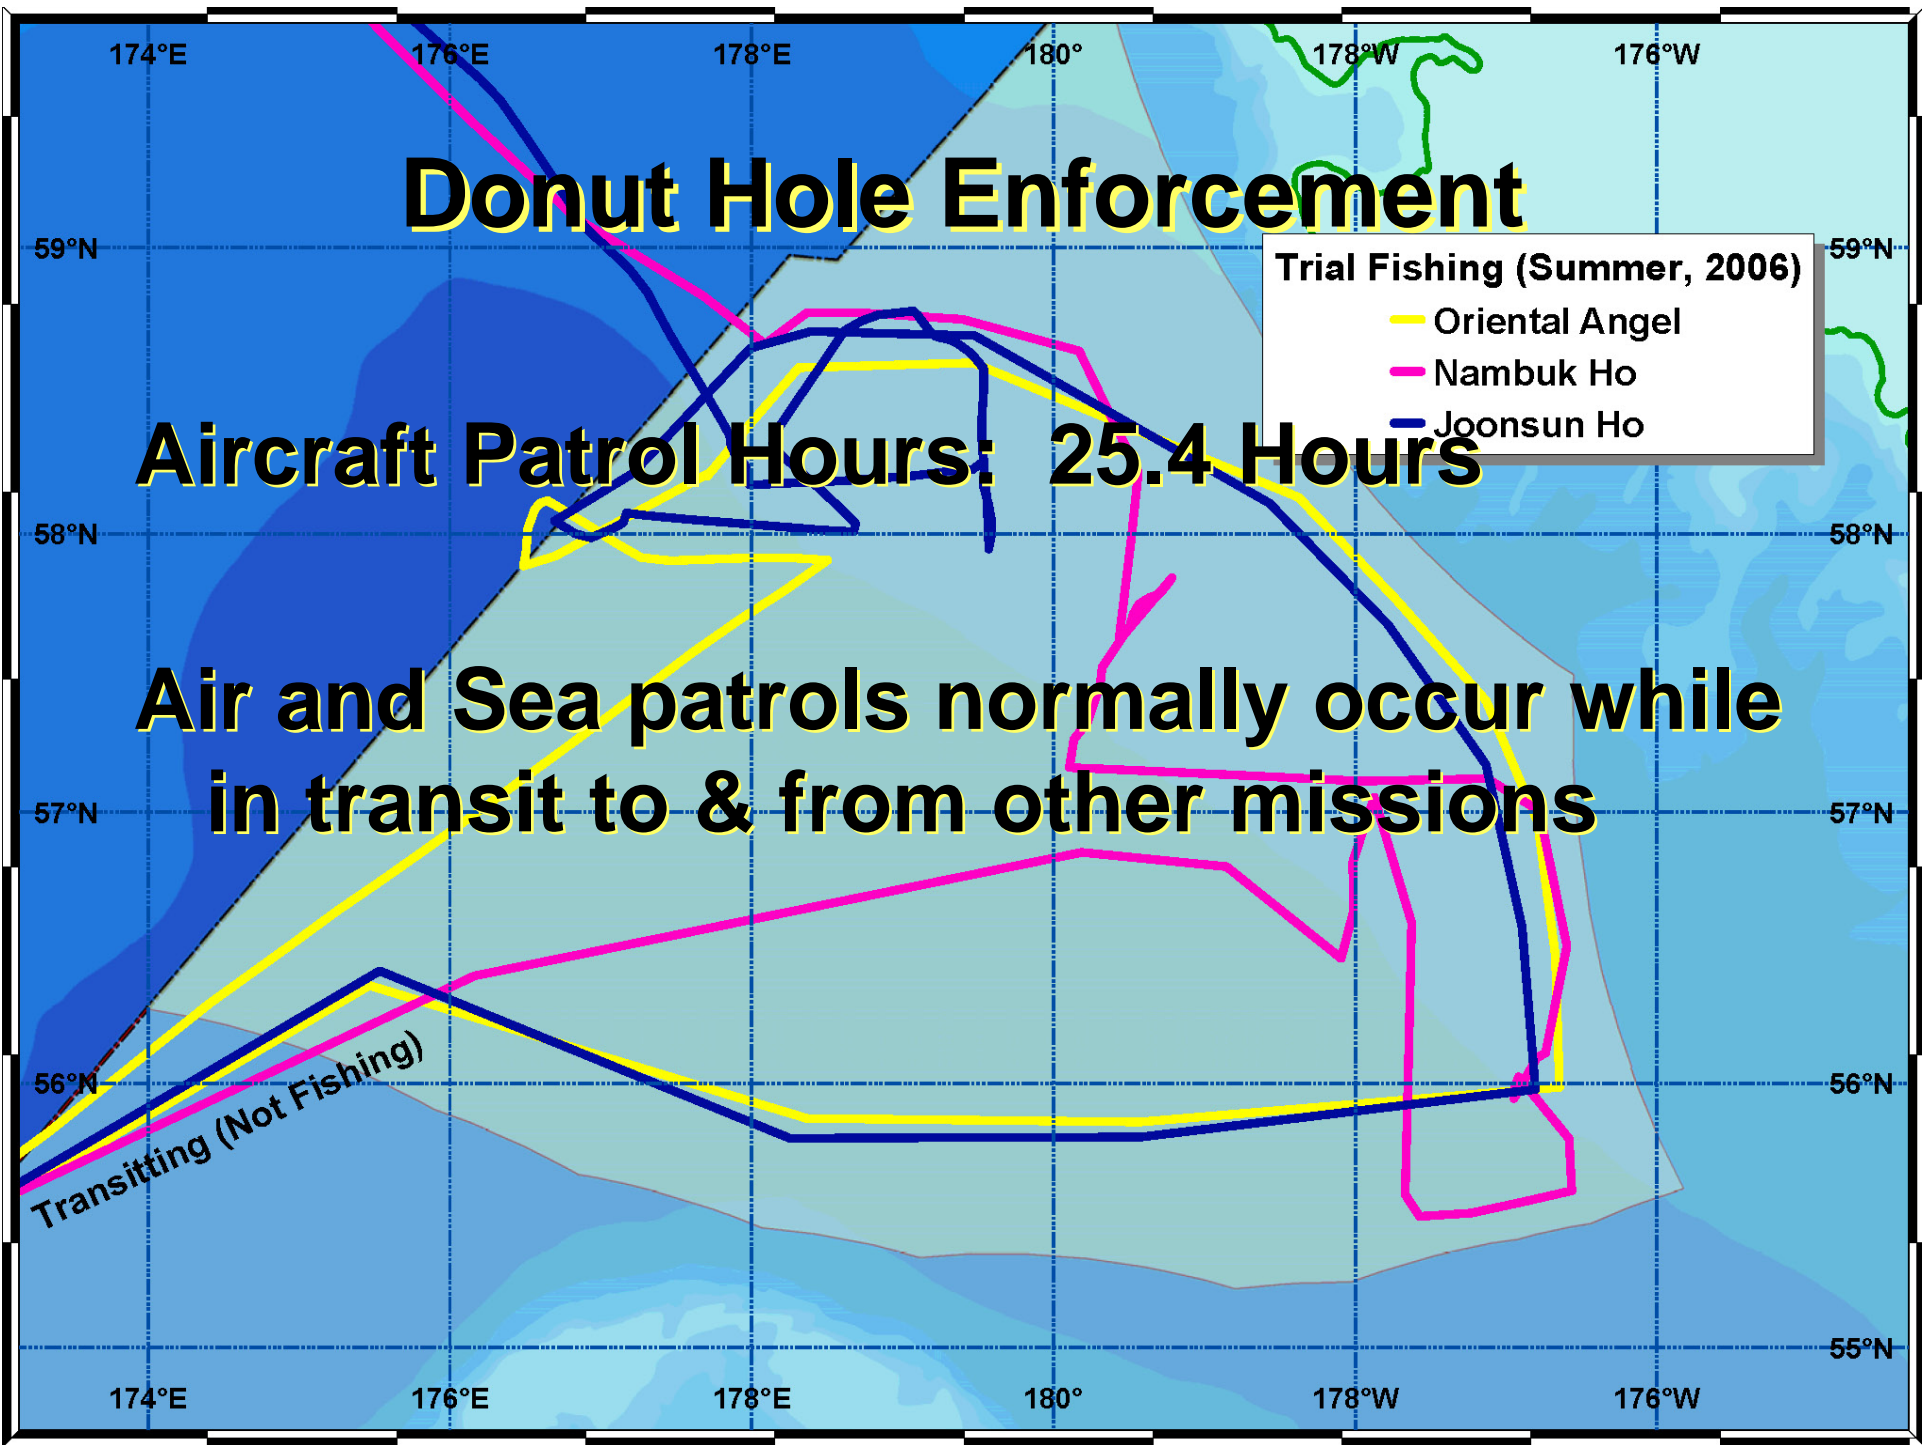 174°E 176°E 178°E 180° 178°W 176°W
Donut Hole Enforcement
59°N 59°N
Trial Fishing (Summer, 2006)
Oriental Angel
Nambuk Ho
Joonsun Ho
Aircraft Patrol Hours: 25.4 Hours
58°N 58°N
Air and Sea patrols normally occur while
in transit to & from other missions
57°N 57°N
Transitting (Not Fishing)
56°N 56°N
55°N
174°E 176°E 178°E 180° 178°W 176°W